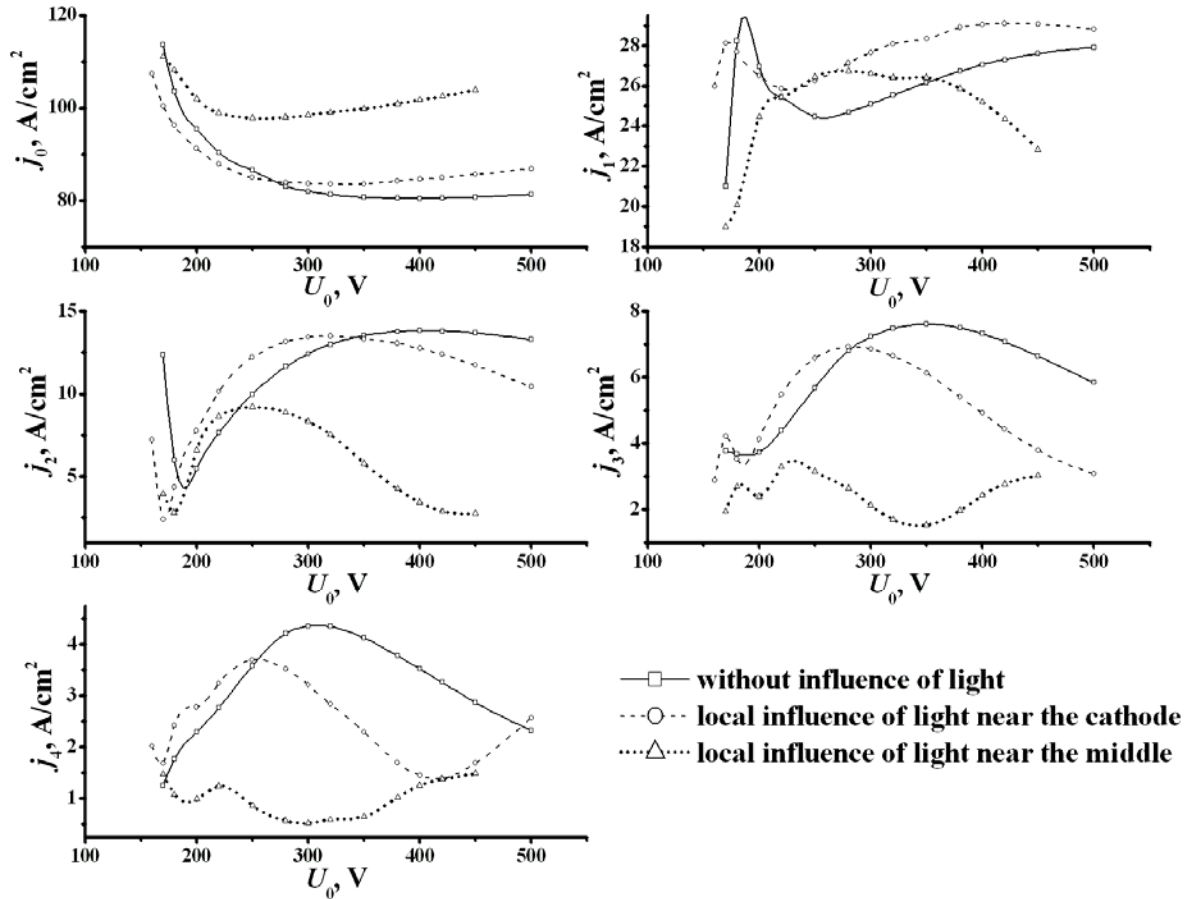 120
100
80
100 200 300 400 500
j0, A/cm2
U0, V
28
26
24
22
20
18
100 200 300 400 500
j1, A/cm2
U0, V
15
10
5
100 200 300 400 500
j2, A/cm2
U0, V
8
6
4
2
100 200 300 400 500
j3, A/cm2
U0, V
4
3
2
1
100 200 300 400 500
j4, A/cm2
U0, V
without influence of light
local influence of light near the cathode
local influence of light near the middle